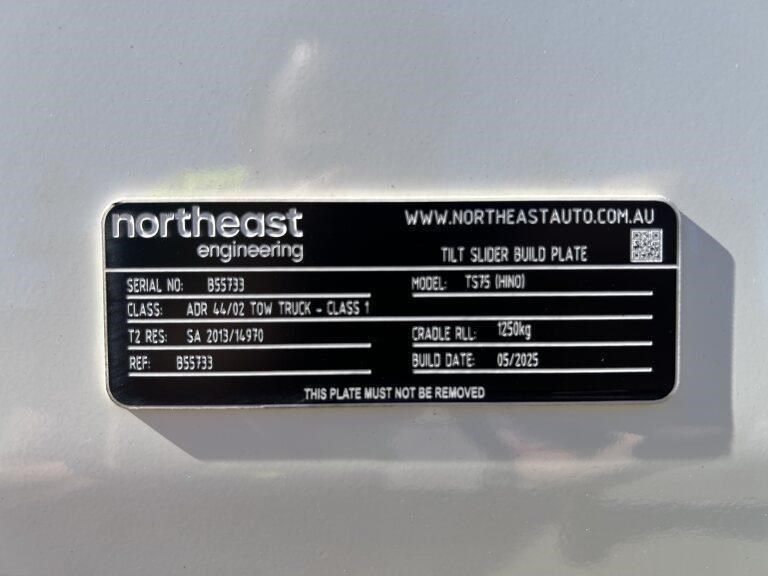 northeast
engineering
WWW.NORTHEASTAUTO.COM.AU
TILT SLIDER BUILD PLATE
SERIAL NO: B55733
MODEL: TS75 (HINO)
CLASS: ADR 44/02 TOW TRUCK - CLASS 1
T2 RES: SA 2013/14970
CRADLE RLL: 1250kg
REF: B55733
BUILD DATE: 05/2025
THIS PLATE MUST NOT BE REMOVED